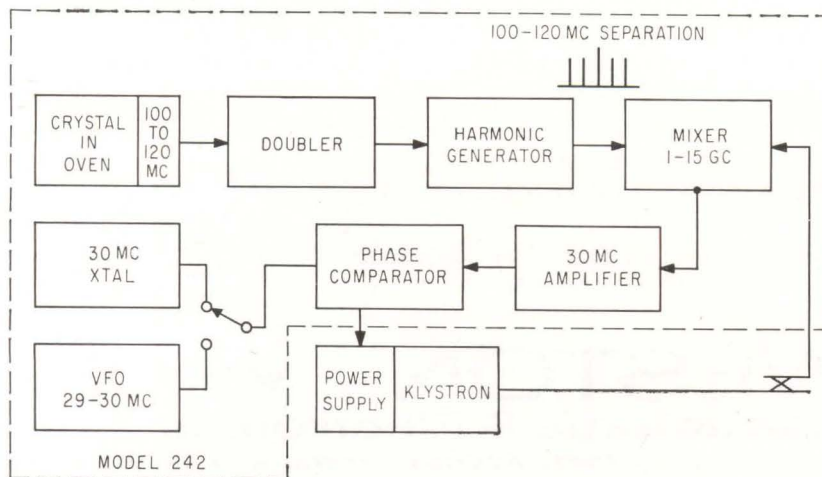 100-120 MC SEPARATION
CRYSTAL
IN
OVEN
100
TO
120
MC
DOUBLER
HARMONIC
GENERATOR
MIXER
1-15 GC
30 MC
XTAL
PHASE
COMPARATOR
30 MC
AMPLIFIER
VFO
29-30 MC
POWER
SUPPLY
KLYSTRON
MODEL 242